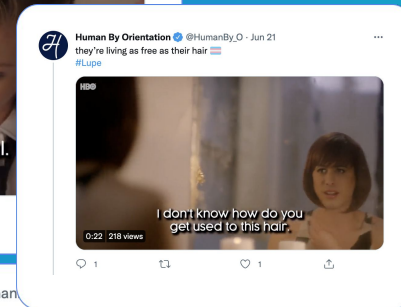 Human By Orientation @HumanBy_O · Jun 21
they're living as free as their hair
#Lupe
HBO
I don't know how do you
get used to this hair.
0:22 218 views
1
1
l.
an